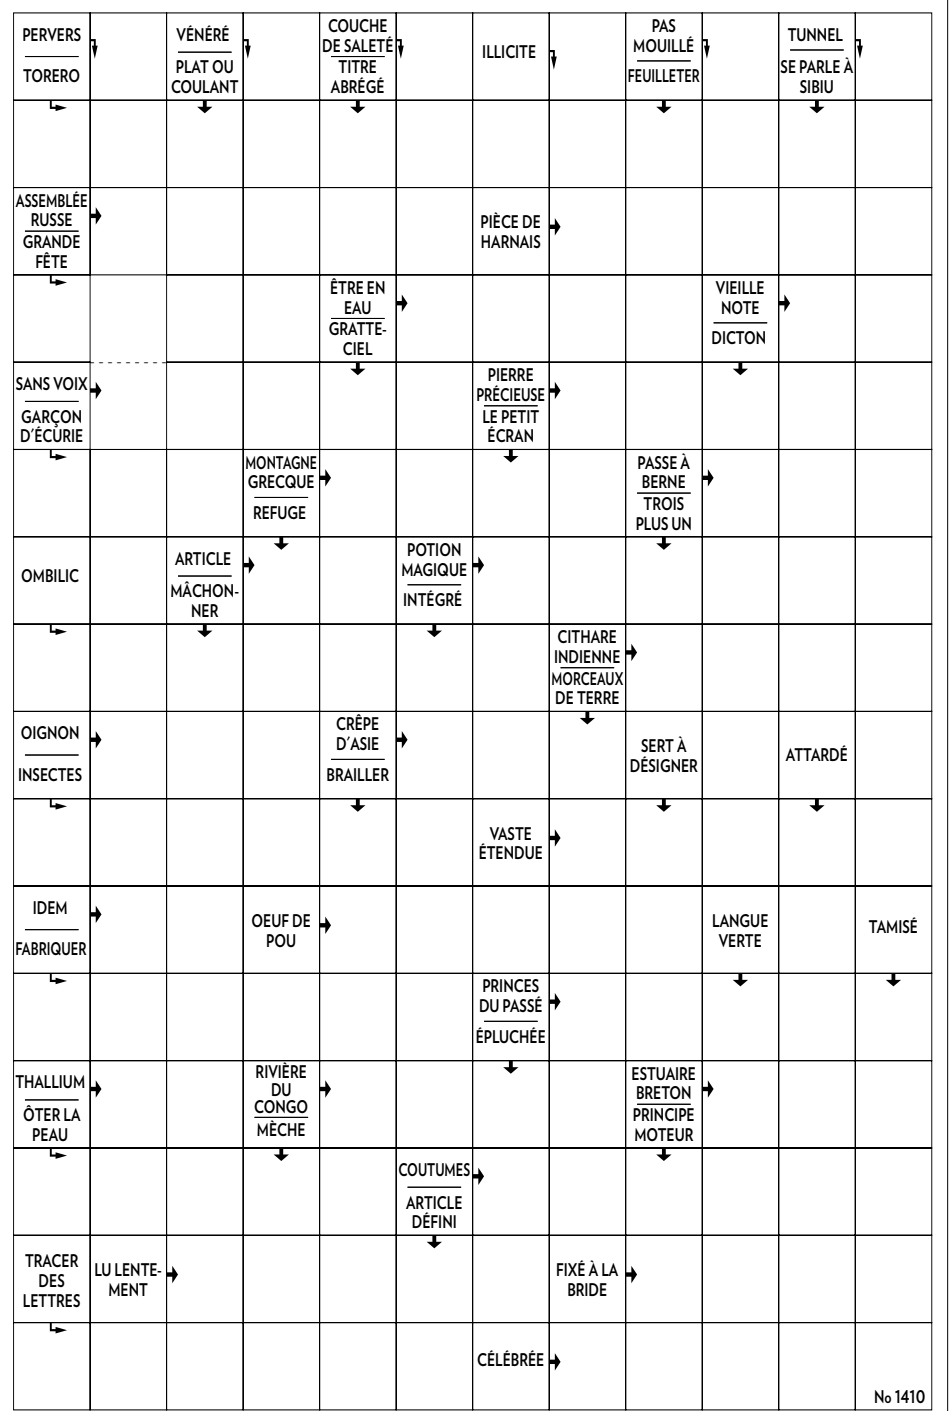 PERVERS
TORERO
VÉNÉRÉ
PLAT OU
COULANT
COUCHE
DE SALETÉ
TITRE
ABRÉGÉ
ILLICITE
PAS
MOUILLÉ
FEUILLETER
TUNNEL
SE PARLE À
SIBIU
ASSEMBLÉE
RUSSE
GRANDE
FÊTE
PIÈCE DE
HARNAIS
ÊTRE EN
EAU
GRATTE-
CIEL
VIEILLE
NOTE
DICTON
SANS VOIX
GARÇON
D'ÉCURIE
PIERRE
PRÉCIEUSE
LE PETIT
ÉCRAN
MONTAGNE
GRECQUE
REFUGE
PASSE À
BERNE
TROIS
PLUS UN
OMBILIC
ARTICLE
MÂCHON-
NER
POTION
MAGIQUE
INTÉGRÉ
CITHARE
INDIENNE
MORCEAUX
DE TERRE
OIGNON
INSECTES
CRÊPE
D'ASIE
BRAILLER
SERT À
DÉSIGNER
ATTARDÉ
VASTE
ÉTENDUE
IDEM
FABRIQUER
OEUF DE
POU
LANGUE
VERTE
TAMISÉ
PRINCES
DU PASSÉ
ÉPLUCHÉE
THALLIUM
ÔTER LA
PEAU
RIVIÈRE
DU
CONGO
MÈCHE
ESTUAIRE
BRETON
PRINCIPE
MOTEUR
COUTUMES
ARTICLE
DÉFINI
TRACER
DES
LETTRES
LU LENTE-
MENT
FIXÉ À LA
BRIDE
CÉLÉBRÉE
No 1410